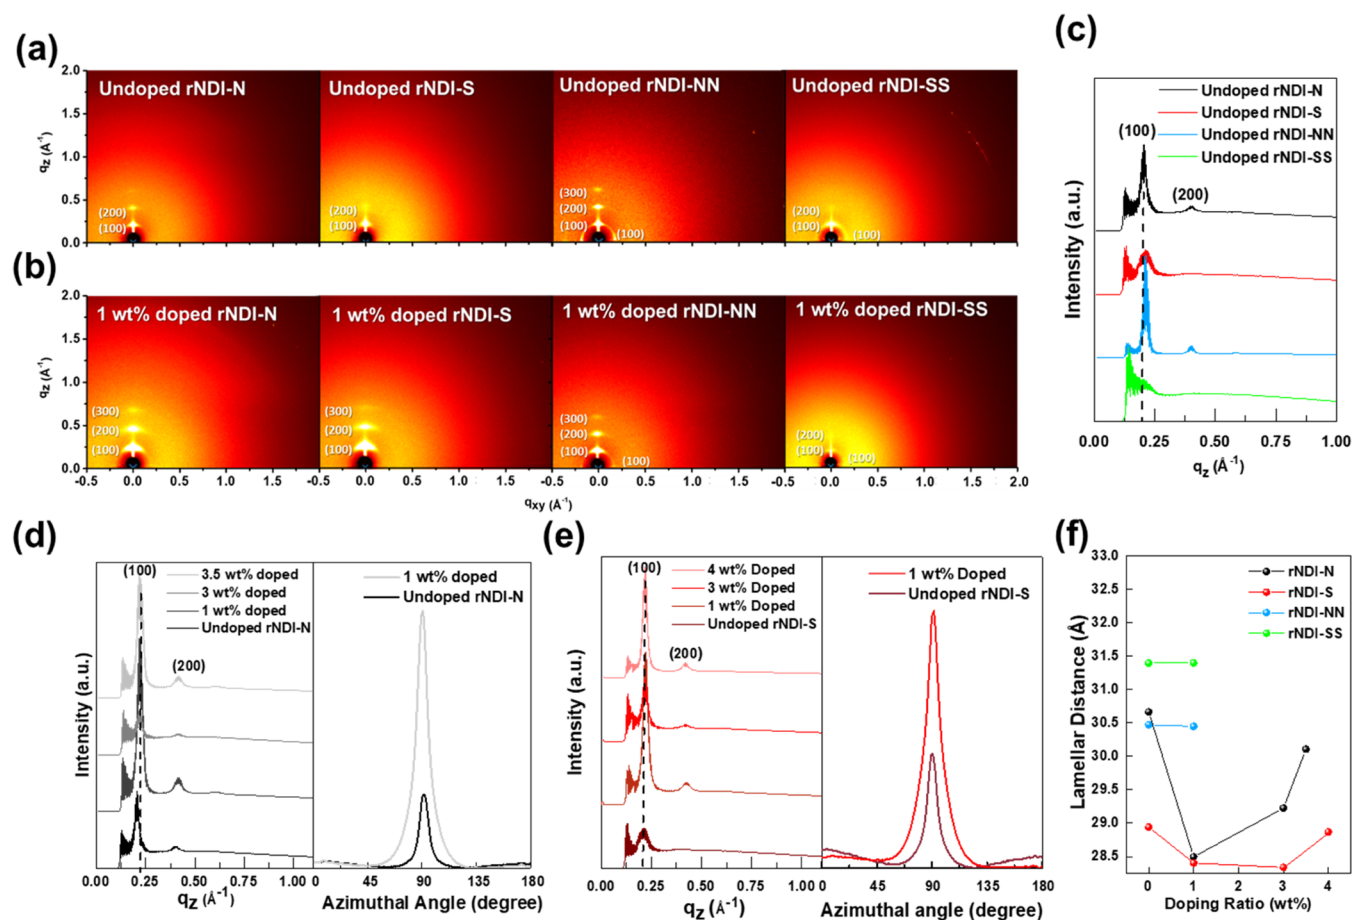 (a)
2.0
1.5
1.0
0.5
0.0
qz (Å-1)
Undoped rNDI-N
(200)
(100)
Undoped rNDI-S
(200)
(100)
Undoped rNDI-NN
(300)
(200)
(100)
(100)
Undoped rNDI-SS
(200)
(100)
(100)
(b)
2.0
1.5
1.0
0.5
0.0
qz (Å-1)
1 wt% doped rNDI-N
(300)
(200)
(100)
1 wt% doped rNDI-S
(300)
(200)
(100)
1 wt% doped rNDI-NN
(300)
(200)
(100)
(100)
1 wt% doped rNDI-SS
(200)
(100)
(100)
-0.5 0.0 0.5 1.0 1.5 -0.5 0.0 0.5 1.0 1.5 -0.5 0.0 0.5 1.0 1.5 -0.5 0.0 0.5 1.0 1.5 2.0
qxy (Å-1)
(c)
Undoped rNDI-N
Undoped rNDI-S
Undoped rNDI-NN
Undoped rNDI-SS
(100)
(200)
Intensity (a.u.)
0.00 0.25 0.50 0.75 1.00
qz (Å-1)
(d)
(100)
3.5 wt% doped
3 wt% doped
1 wt% doped
Undoped rNDI-N
(200)
Intensity (a.u.)
0.00 0.25 0.50 0.75 1.00
qz (Å-1)
1 wt% doped
Undoped rNDI-N
0 45 90 135 180
Azimuthal Angle (degree)
(e)
(100)
4 wt% Doped
3 wt% Doped
1 wt% Doped
Undoped rNDI-S
(200)
Intensity (a.u.)
0.00 0.25 0.50 0.75 1.00
qz (Å-1)
1 wt% Doped
Undoped rNDI-S
0 45 90 135 180
Azimuthal angle (degree)
(f)
33.0
32.5
32.0
31.5
31.0
30.5
30.0
29.5
29.0
28.5
Lamellar Distance (Å)
rNDI-N
rNDI-S
rNDI-NN
rNDI-SS
0 1 2 3 4
Doping Ratio (wt%)